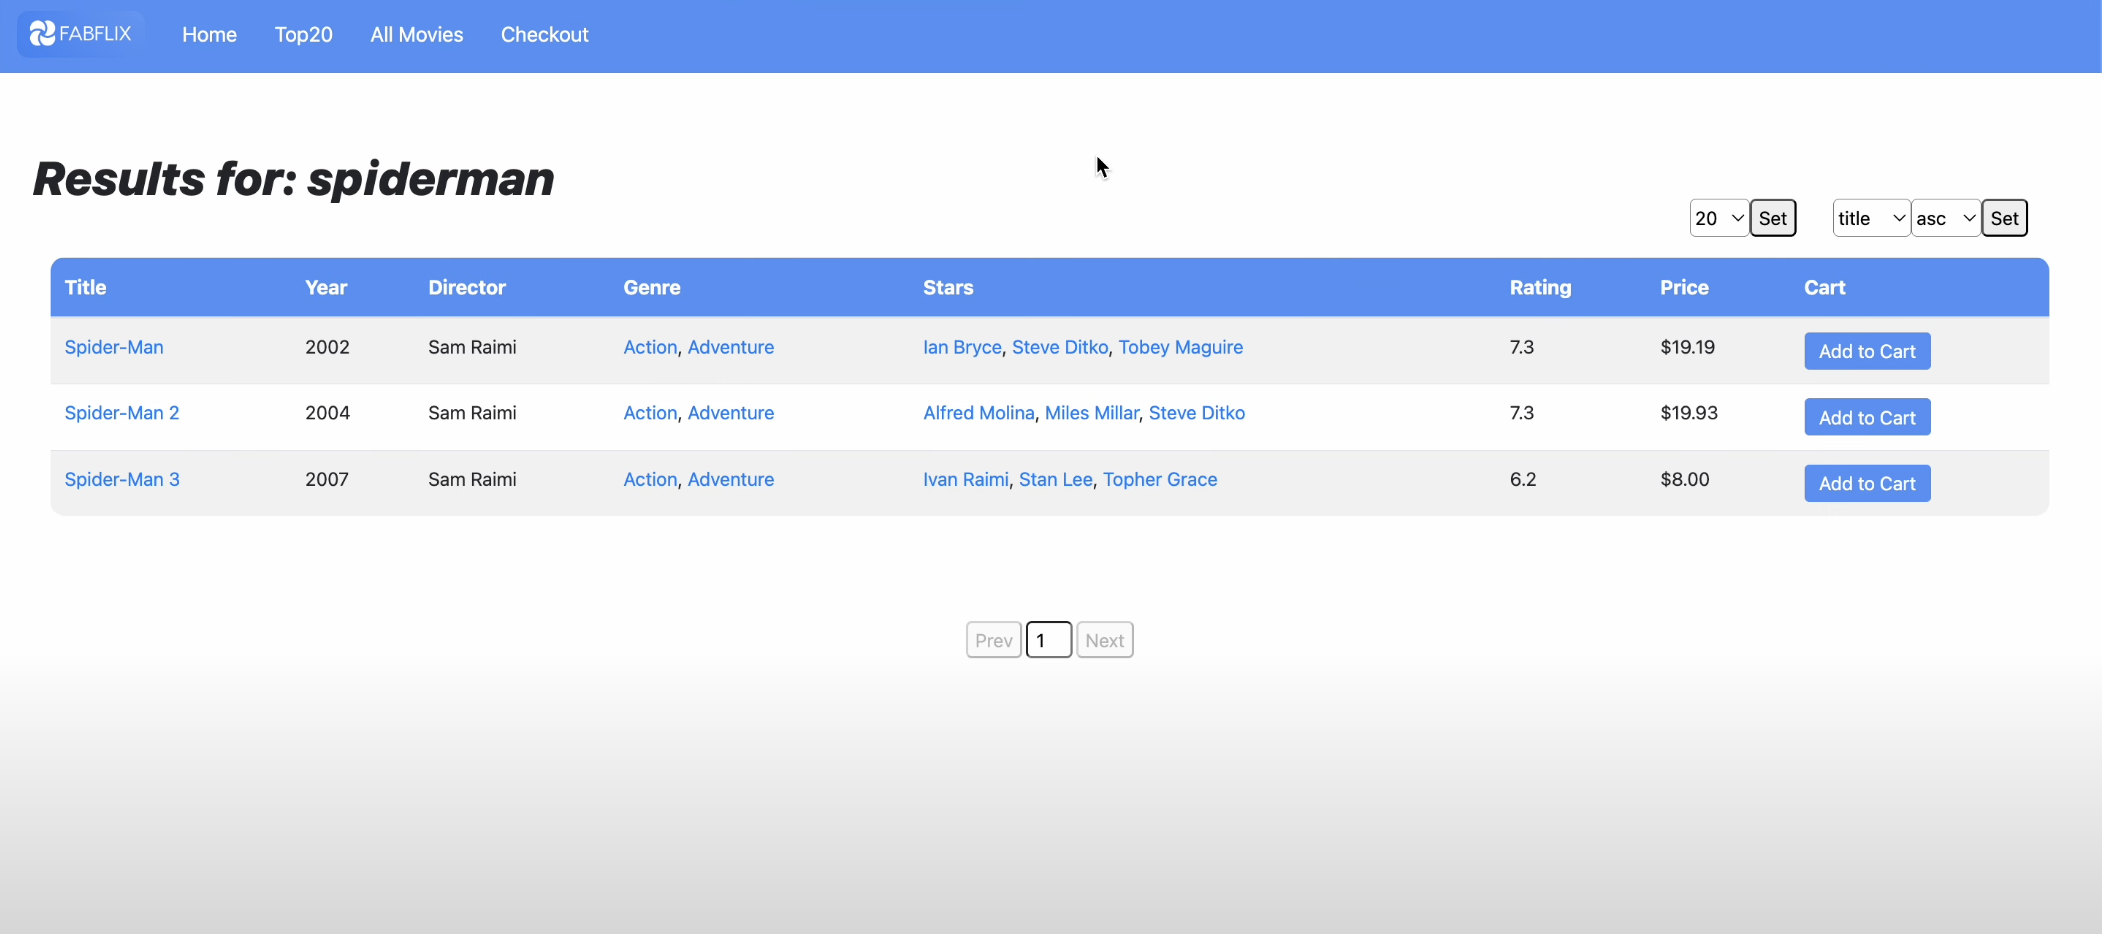 FABFLIX Home Top20 All Movies Checkout
Results for: spiderman
20 Set title asc Set
Title Year Director Genre Stars Rating Price Cart
Spider-Man 2002 Sam Raimi Action, Adventure Ian Bryce, Steve Ditko, Tobey Maguire 7.3 $19.19 Add to Cart
Spider-Man 2 2004 Sam Raimi Action, Adventure Alfred Molina, Miles Millar, Steve Ditko 7.3 $19.93 Add to Cart
Spider-Man 3 2007 Sam Raimi Action, Adventure Ivan Raimi, Stan Lee, Topher Grace 6.2 $8.00 Add to Cart
Prev 1 Next